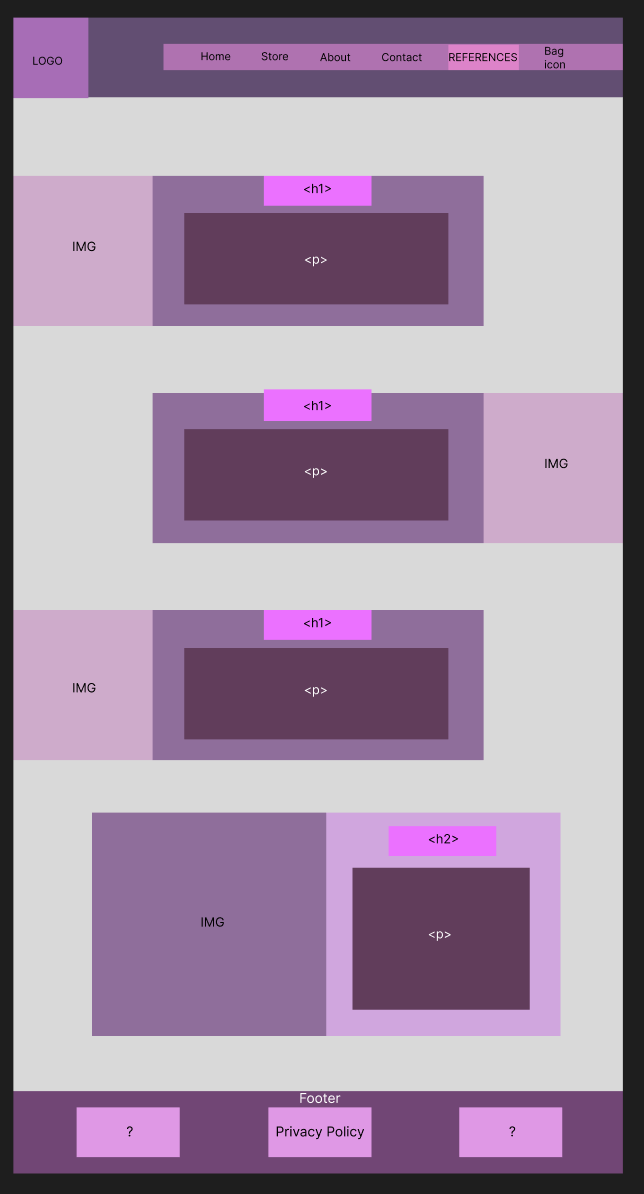 LOGO
Home Store About Contact REFERENCES Bag
icon
<h1>
IMG
<p>
<h1>
IMG
<p>
<h1>
IMG
<p>
<h2>
IMG
<p>
Footer
? Privacy Policy ?